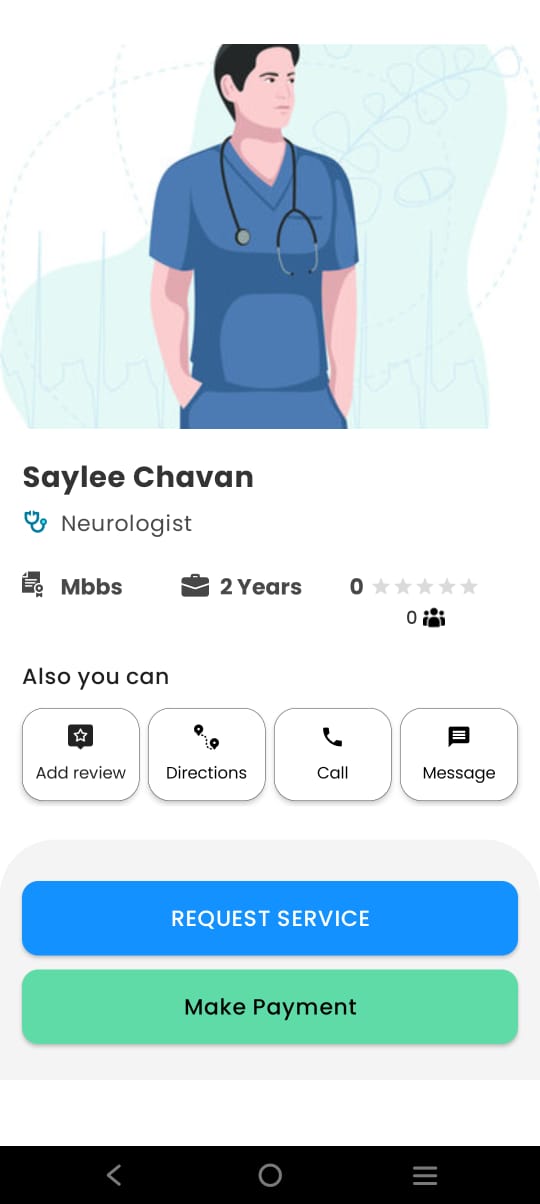 Saylee Chavan
Neurologist
Mbbs 2 Years 0
0
Also you can
Add review Directions Call Message
REQUEST SERVICE
Make Payment